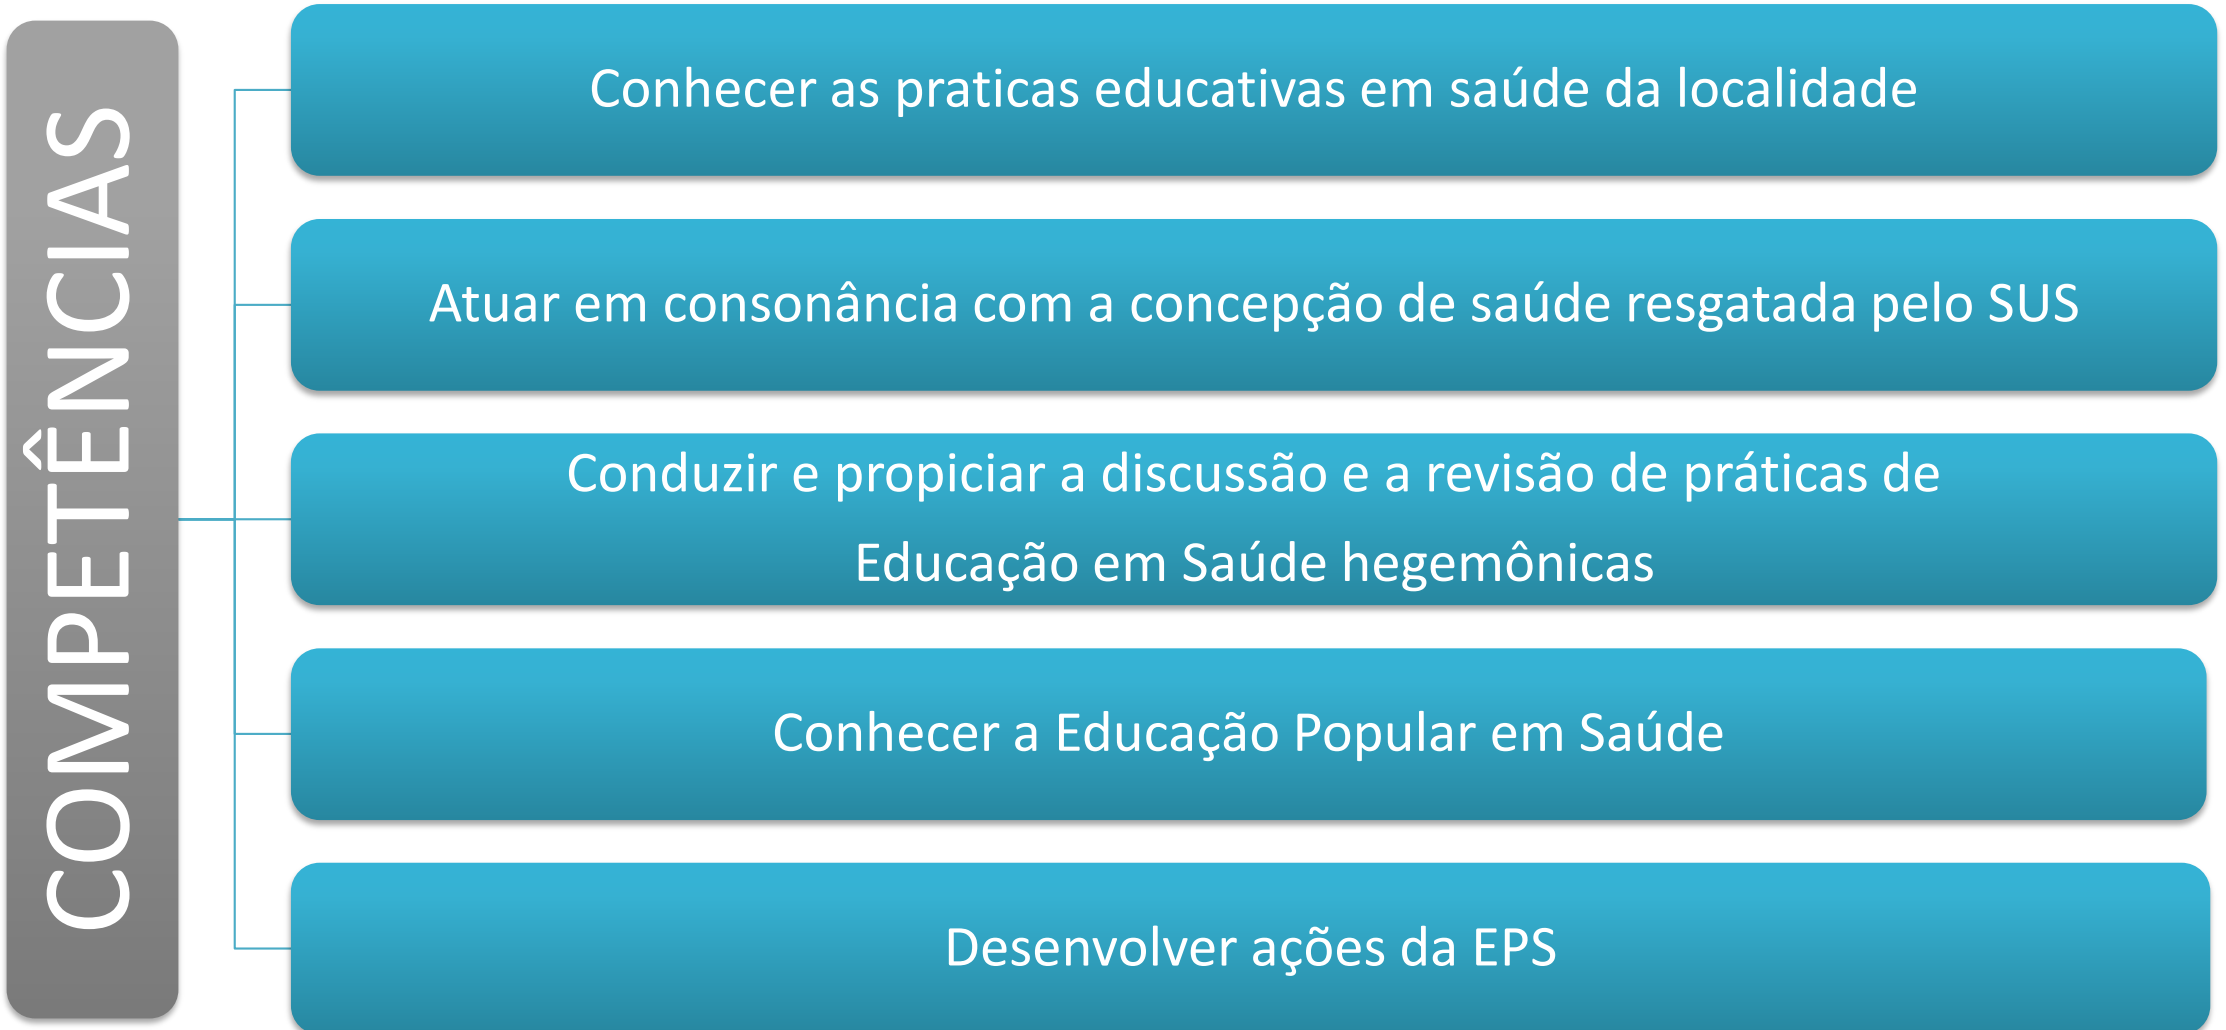 COMPETÊNCIAS
Conhecer as praticas educativas em saúde da localidade
Atuar em consonância com a concepção de saúde resgatada pelo SUS
Conduzir e propiciar a discussão e a revisão de práticas de
Educação em Saúde hegemônicas
Conhecer a Educação Popular em Saúde
Desenvolver ações da EPS